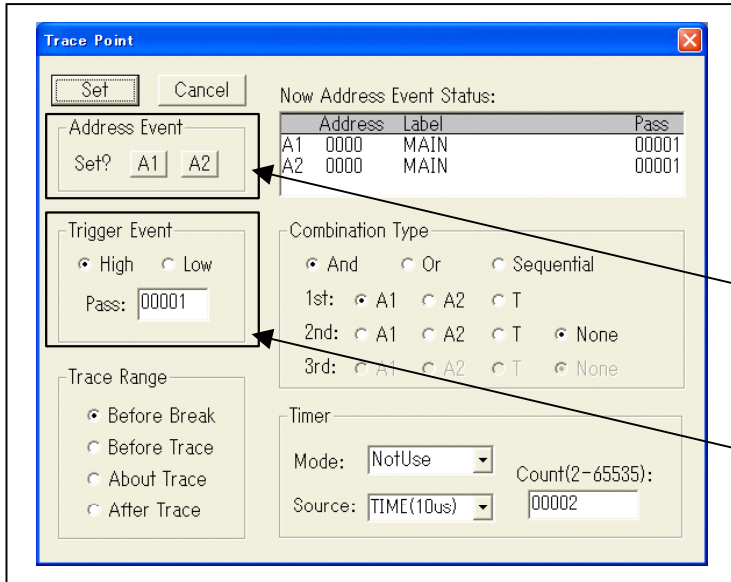 Trace Point
Set Cancel
Now Address Event Status:
Address Label Pass
A1 0000 MAIN 00001
A2 0000 MAIN 00001
Address Event
Set? A1 A2
Trigger Event
High Low
Pass: 00001
Combination Type
And Or Sequential
1st: A1 A2 T
2nd: A1 A2 T None
3rd: A1 A2 T None
Trace Range
Before Break
Before Trace
About Trace
After Trace
Timer
Mode: NotUse
Count(2-65535):
Source: TIME(10us) 00002